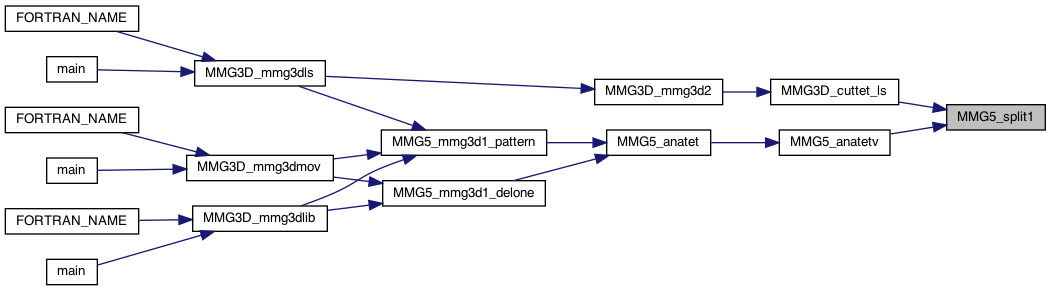 FORTRAN_NAME
main
MMG3D_mmg3dls
MMG3D_mmg3d2
MMG3D_cuttet_ls
MMG5_split1
FORTRAN_NAME
MMG5_mmg3d1_pattern
MMG5_anatet
MMG5_anatetv
main
MMG3D_mmg3dmov
MMG5_mmg3d1_delone
FORTRAN_NAME
MMG3D_mmg3dlib
main